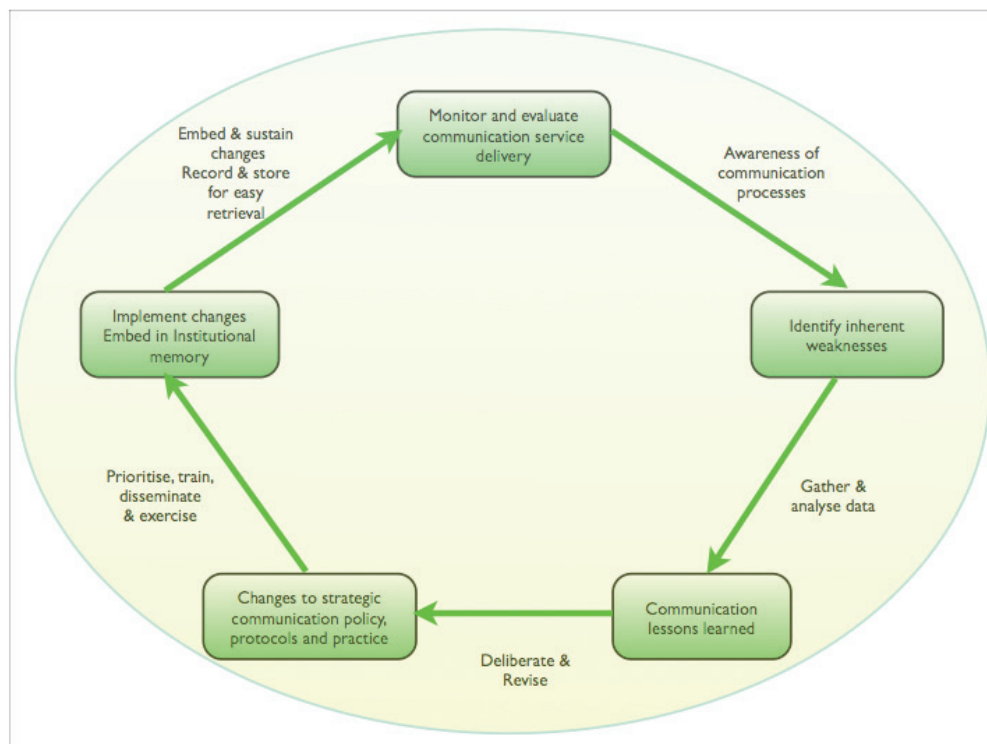 Monitor and evaluate
communication service
delivery
Awareness of
communication
processes
Identify inherent
weaknesses
Gather &
analyse data
Communication
lessons learned
Deliberate &
Revise
Changes to strategic
communication policy,
protocols and practice
Prioritise, train,
disseminate
& exercise
Implement changes
Embed in Institutional
memory
Embed & sustain
changes
Record & store
for easy
retrieval